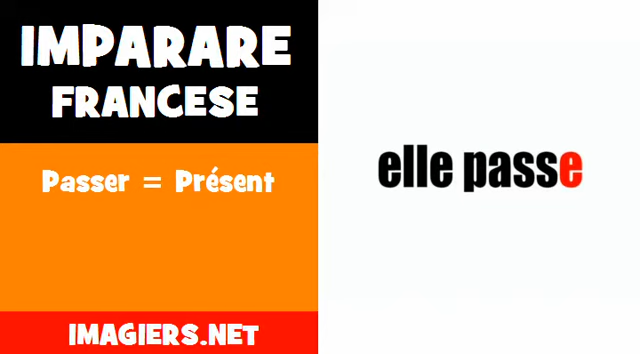 IMPARARE
FRANCESE
Passer = Présent
IMAGIERS.NET
elle passe